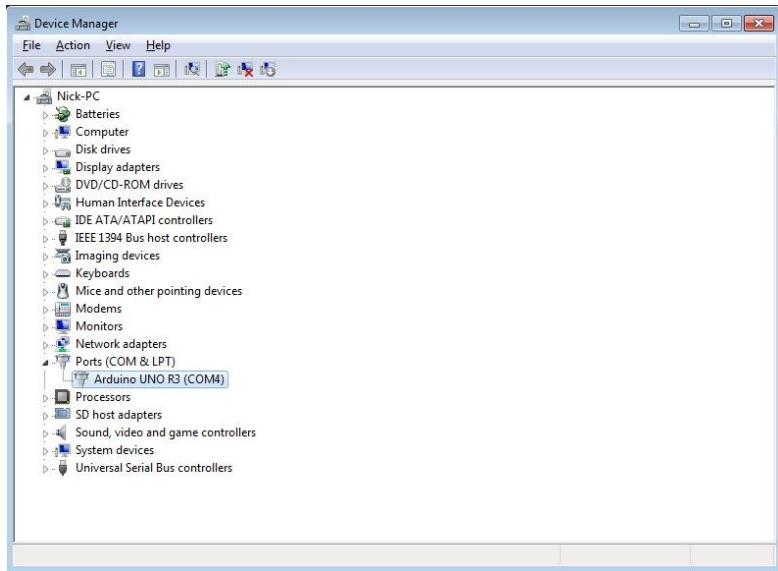 Device Manager
File Action View Help
Nick-PC
Batteries
Computer
Disk drives
Display adapters
DVD/CD-ROM drives
Human Interface Devices
IDE ATA/ATAPI controllers
IEEE 1394 Bus host controllers
Imaging devices
Keyboards
Mice and other pointing devices
Modems
Monitors
Network adapters
Ports (COM & LPT)
Arduino UNO R3 (COM4)
Processors
SD host adapters
Sound, video and game controllers
System devices
Universal Serial Bus controllers